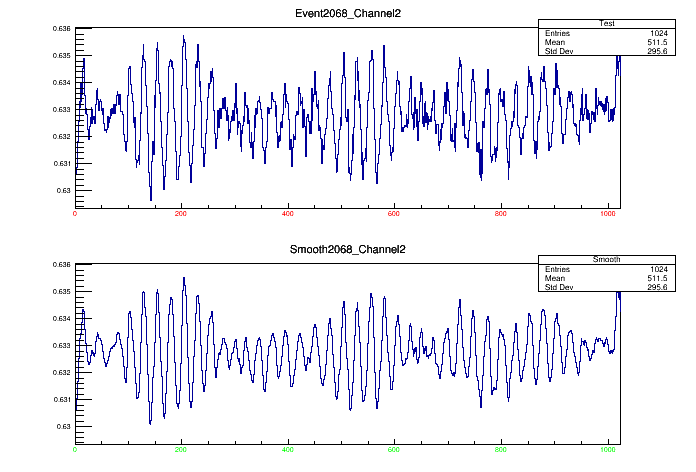 Event2068_Channel2
Test
Entries 1024
Mean 511.5
Std Dev 295.6
0.636
0.635
0.634
0.633
0.632
0.631
0.63
0 200 400 600 800 1000
Smooth2068_Channel2
Smooth
Entries 1024
Mean 511.5
Std Dev 295.6
0.636
0.635
0.634
0.633
0.632
0.631
0.63
0 200 400 600 800 1000